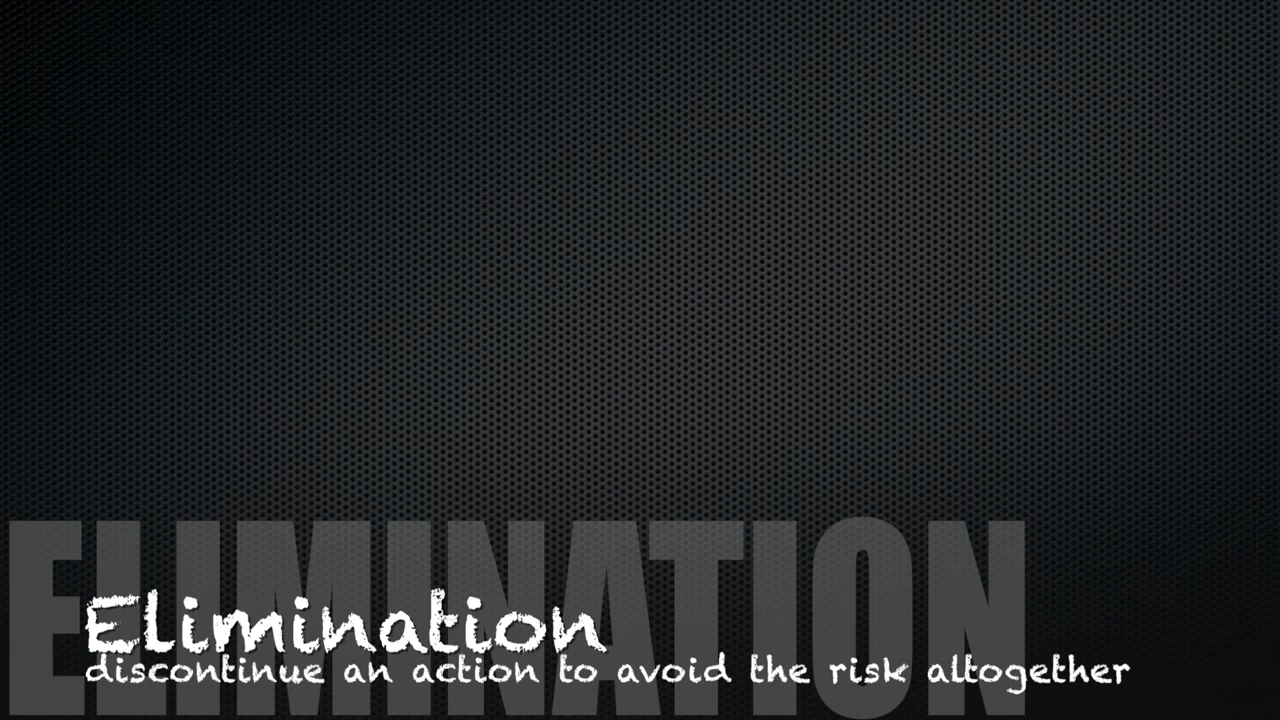 ELIMINATION
Elimination
discontinue an action to avoid the risk altogether